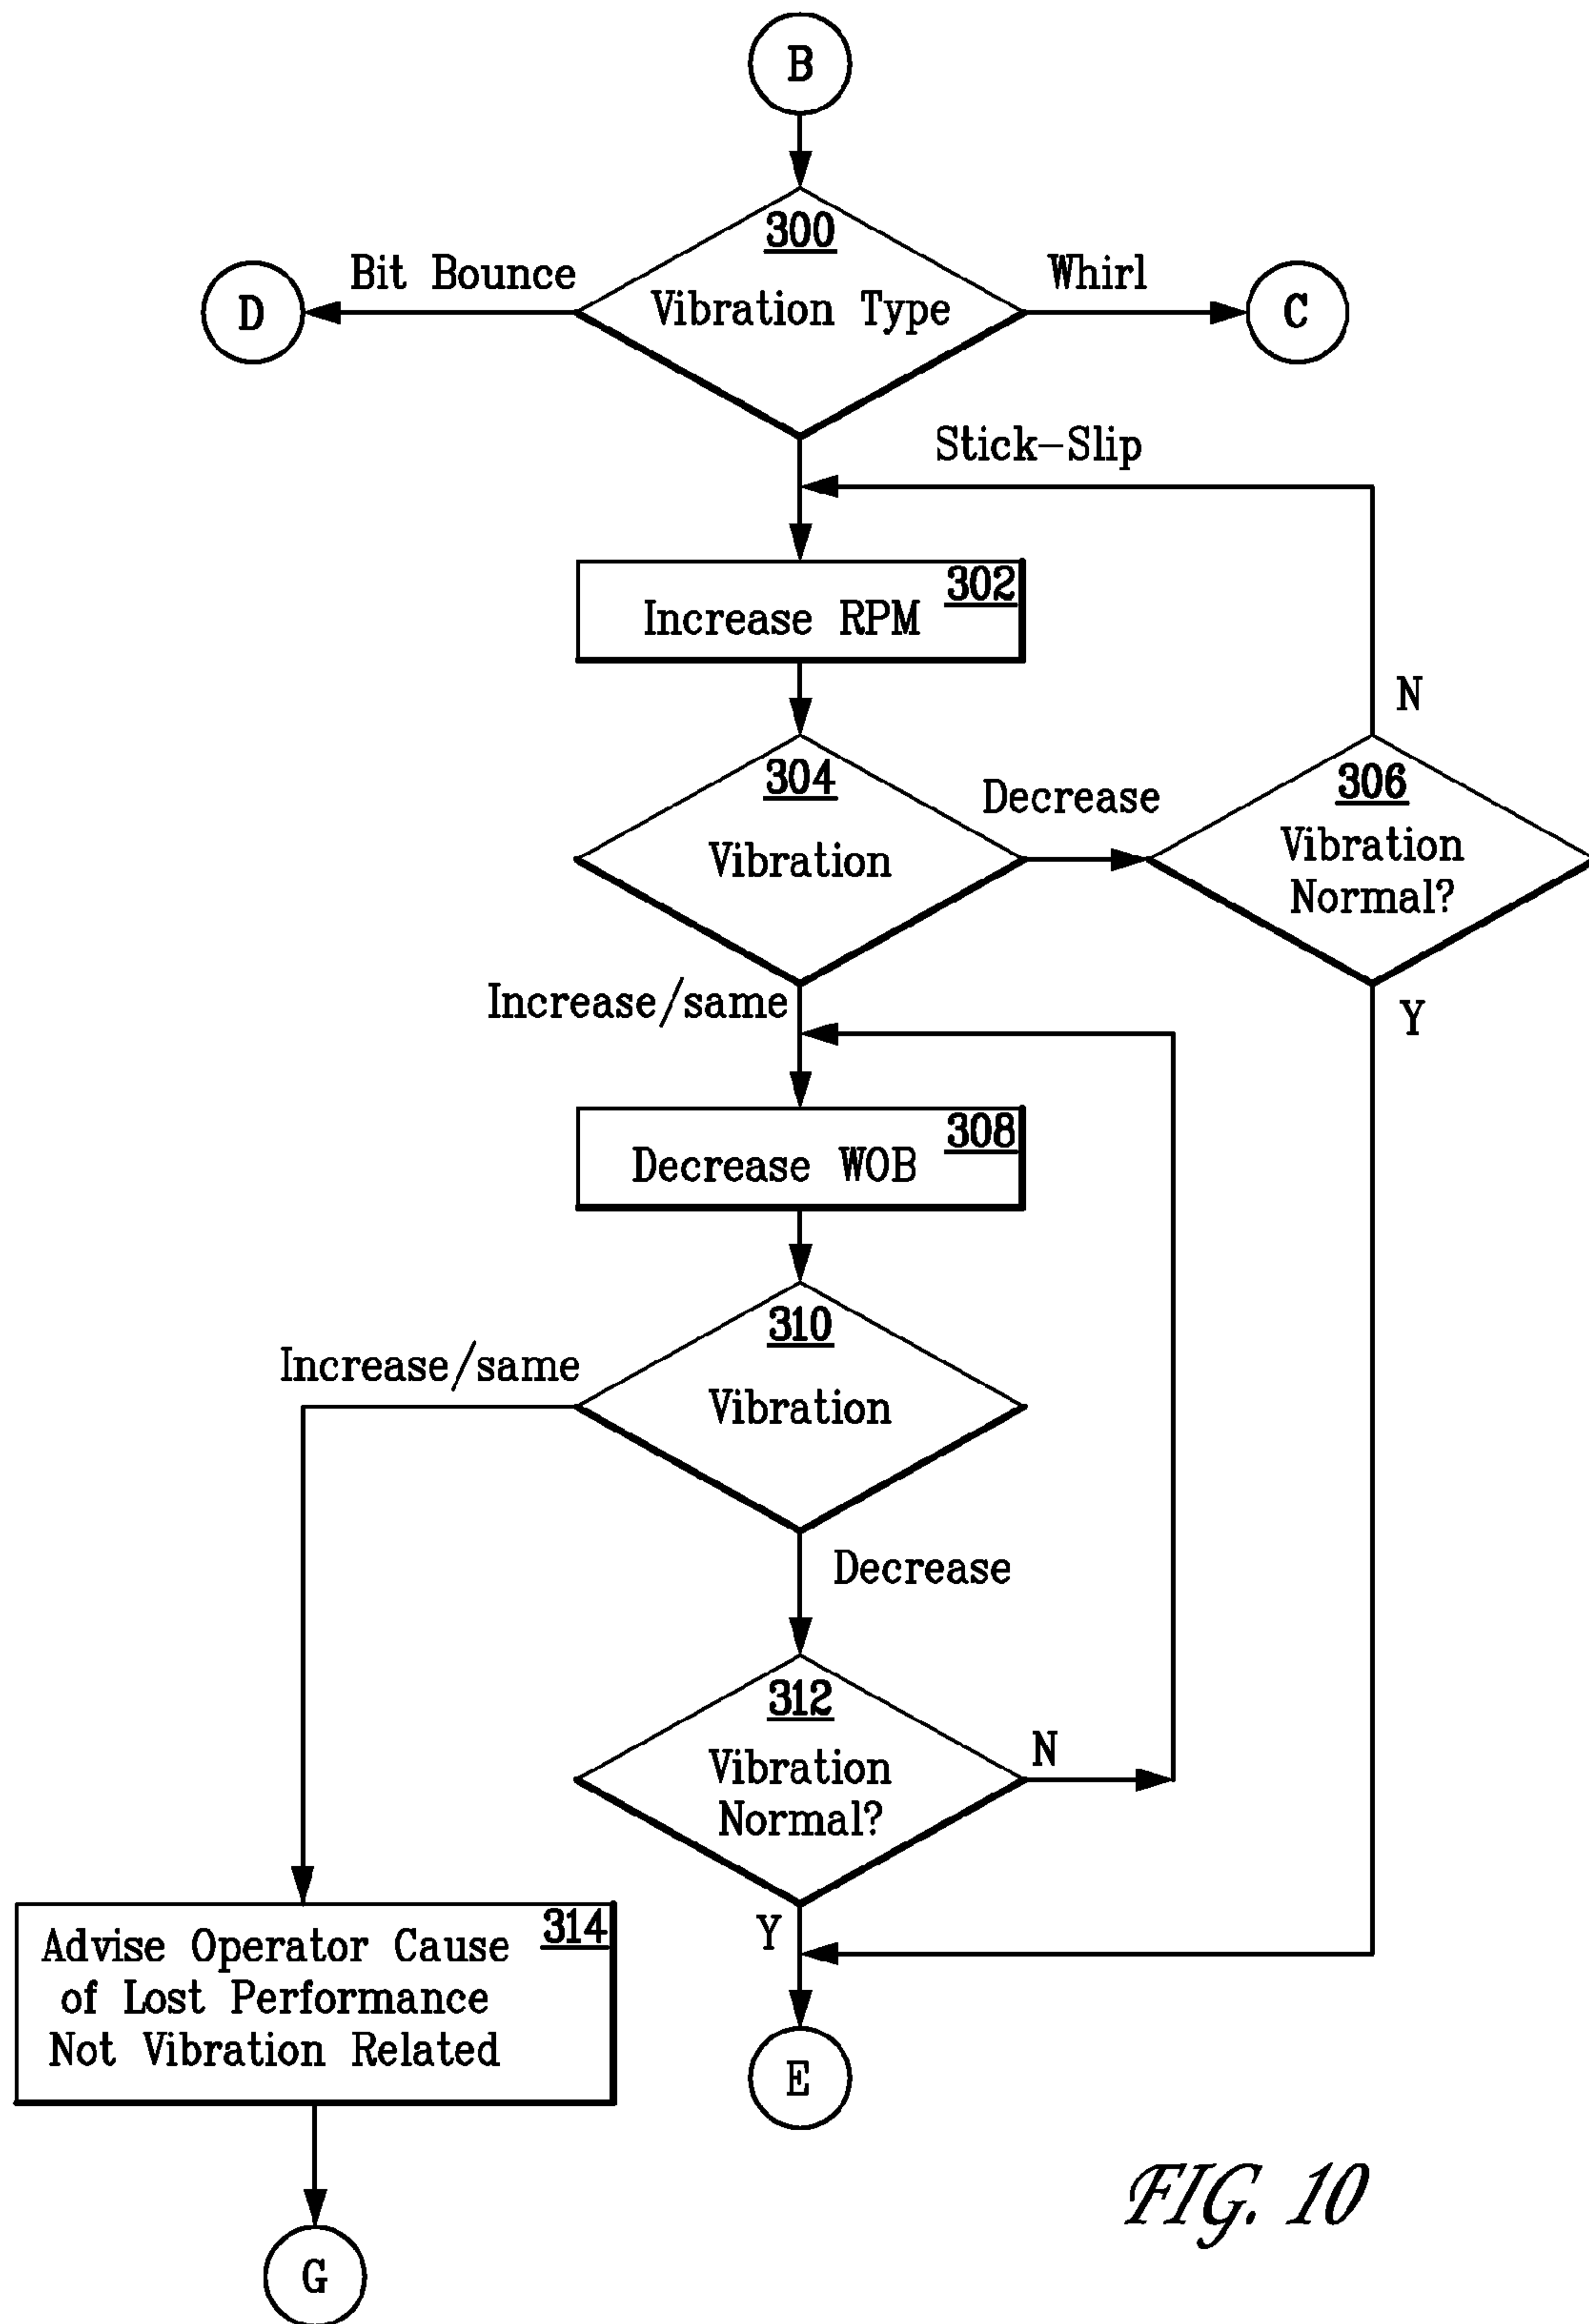 B
300
Bit Bounce
Whirl
D
Vibration Type
C
Stick-Slip
302
Increase RPM
N
304
Decrease
306
Vibration
Vibration
Normal?
Increase/same
Y
308
Decrease WOB
310
Increase/same
Vibration
Decrease
312
Vibration
N
Normal?
Y
314
Advise Operator Cause
of Lost Performance
Not Vibration Related
E
FIG. 10
G